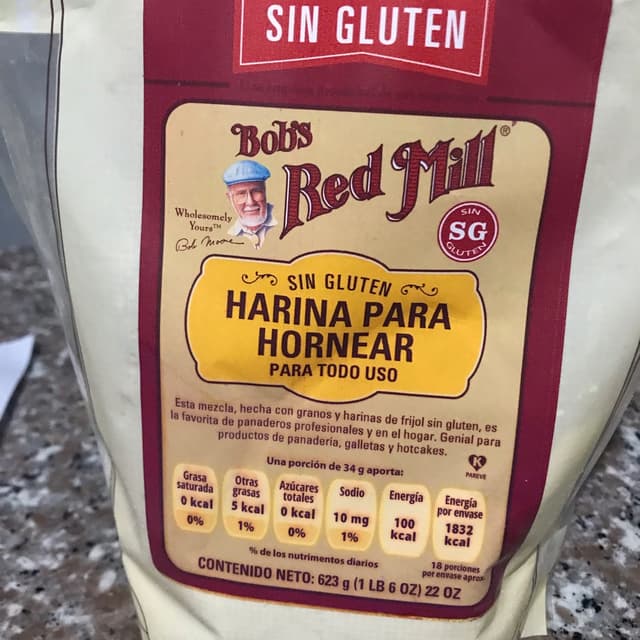 SIN GLUTEN
Bob's
Red Mill®
Wholesomely
Yours™
Bob Moore
SIN
SG
GLUTEN
SIN GLUTEN
HARINA PARA
HORNEAR
PARA TODO USO
Esta mezcla, hecha con granos y harinas de frijol sin gluten, es
la favorita de panaderos profesionales y en el hogar. Genial para
productos de panadería, galletas y hotcakes.
K
PAREVE
Una porción de 34 g aporta:
Grasa
saturada
0 kcal
0%
Otras
grasas
5 kcal
1%
Azúcares
totales
0 kcal
0%
Sodio
10 mg
1%
Energía
100
kcal
Energía
por envase
1832
kcal
% de los nutrimentos diarios
18 porciones
por envase aprox.
CONTENIDO NETO: 623 g (1 LB 6 OZ) 22 OZ